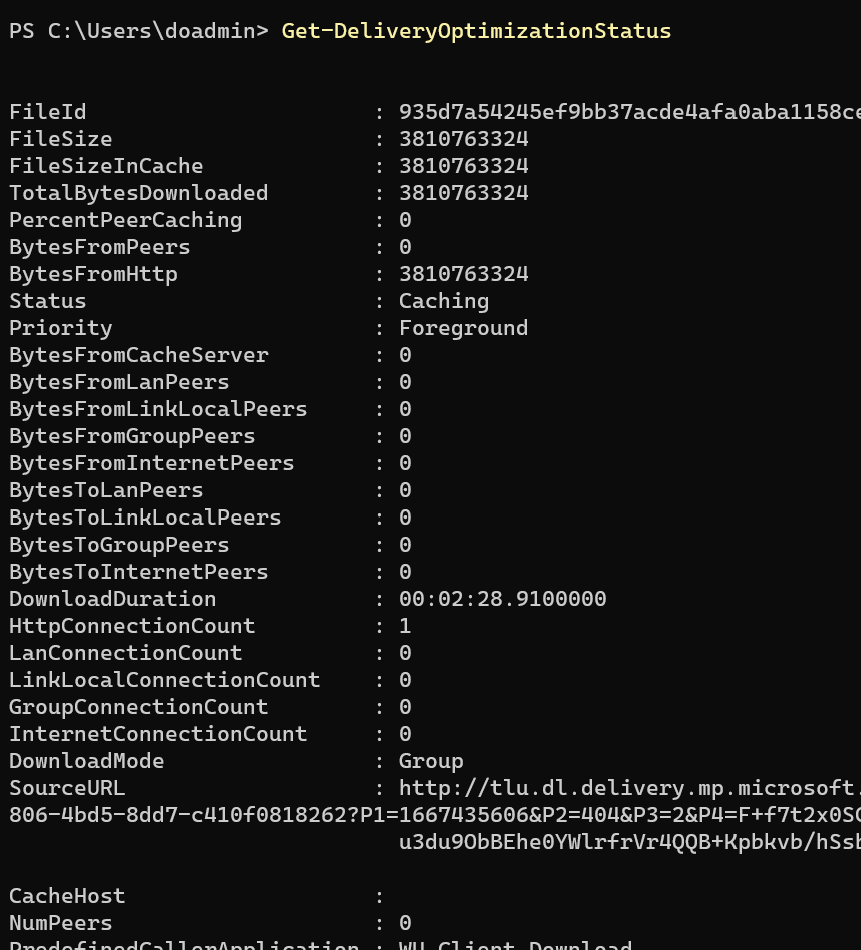 PS C:\Users\doadmin> Get-DeliveryOptimizationStatus
FileId : 935d7a54245ef9bb37acde4afa0aba1158ce
FileSize : 3810763324
FileSizeInCache : 3810763324
TotalBytesDownloaded : 3810763324
PercentPeerCaching : 0
BytesFromPeers : 0
BytesFromHttp : 3810763324
Status : Caching
Priority : Foreground
BytesFromCacheServer : 0
BytesFromLanPeers : 0
BytesFromLinkLocalPeers : 0
BytesFromGroupPeers : 0
BytesFromInternetPeers : 0
BytesToLanPeers : 0
BytesToLinkLocalPeers : 0
BytesToGroupPeers : 0
BytesToInternetPeers : 0
DownloadDuration : 00:02:28.9100000
HttpConnectionCount : 1
LanConnectionCount : 0
LinkLocalConnectionCount : 0
GroupConnectionCount : 0
InternetConnectionCount : 0
DownloadMode : Group
SourceURL : http://tlu.dl.delivery.mp.microsoft.
806-4bd5-8dd7-c410f0818262?P1=1667435606&P2=404&P3=2&P4=F+f7t2x0SC
u3du9ObBEhe0YWlrfrVr4QQB+Kpbkvb/hSsb
CacheHost :
NumPeers : 0
PredefinedCallerApplication : WU Client Download